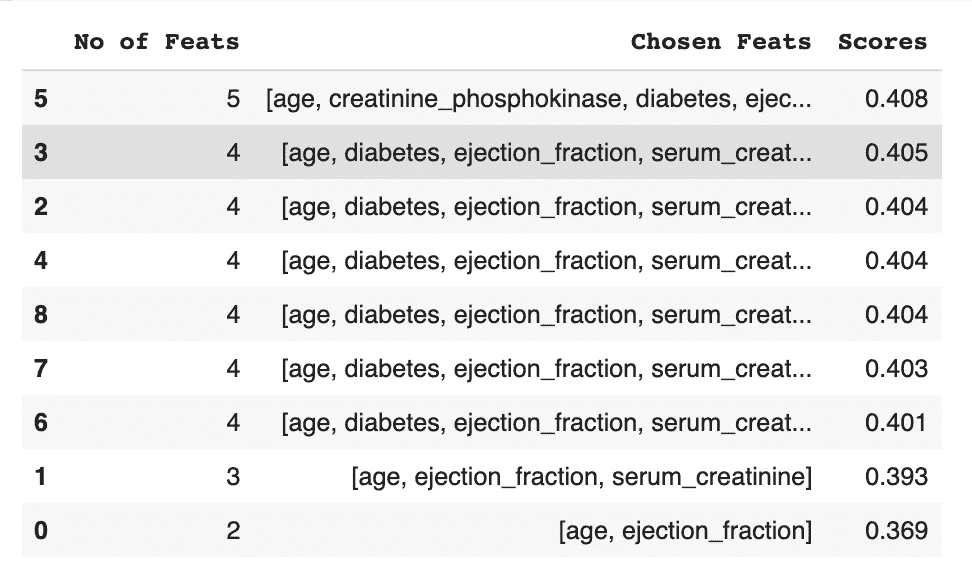 No of Feats Chosen Feats Scores
5 5 [age, creatinine_phosphokinase, diabetes, ejec... 0.408
3 4 [age, diabetes, ejection_fraction, serum_creat... 0.405
2 4 [age, diabetes, ejection_fraction, serum_creat... 0.404
4 4 [age, diabetes, ejection_fraction, serum_creat... 0.404
8 4 [age, diabetes, ejection_fraction, serum_creat... 0.404
7 4 [age, diabetes, ejection_fraction, serum_creat... 0.403
6 4 [age, diabetes, ejection_fraction, serum_creat... 0.401
1 3 [age, ejection_fraction, serum_creatinine] 0.393
0 2 [age, ejection_fraction] 0.369